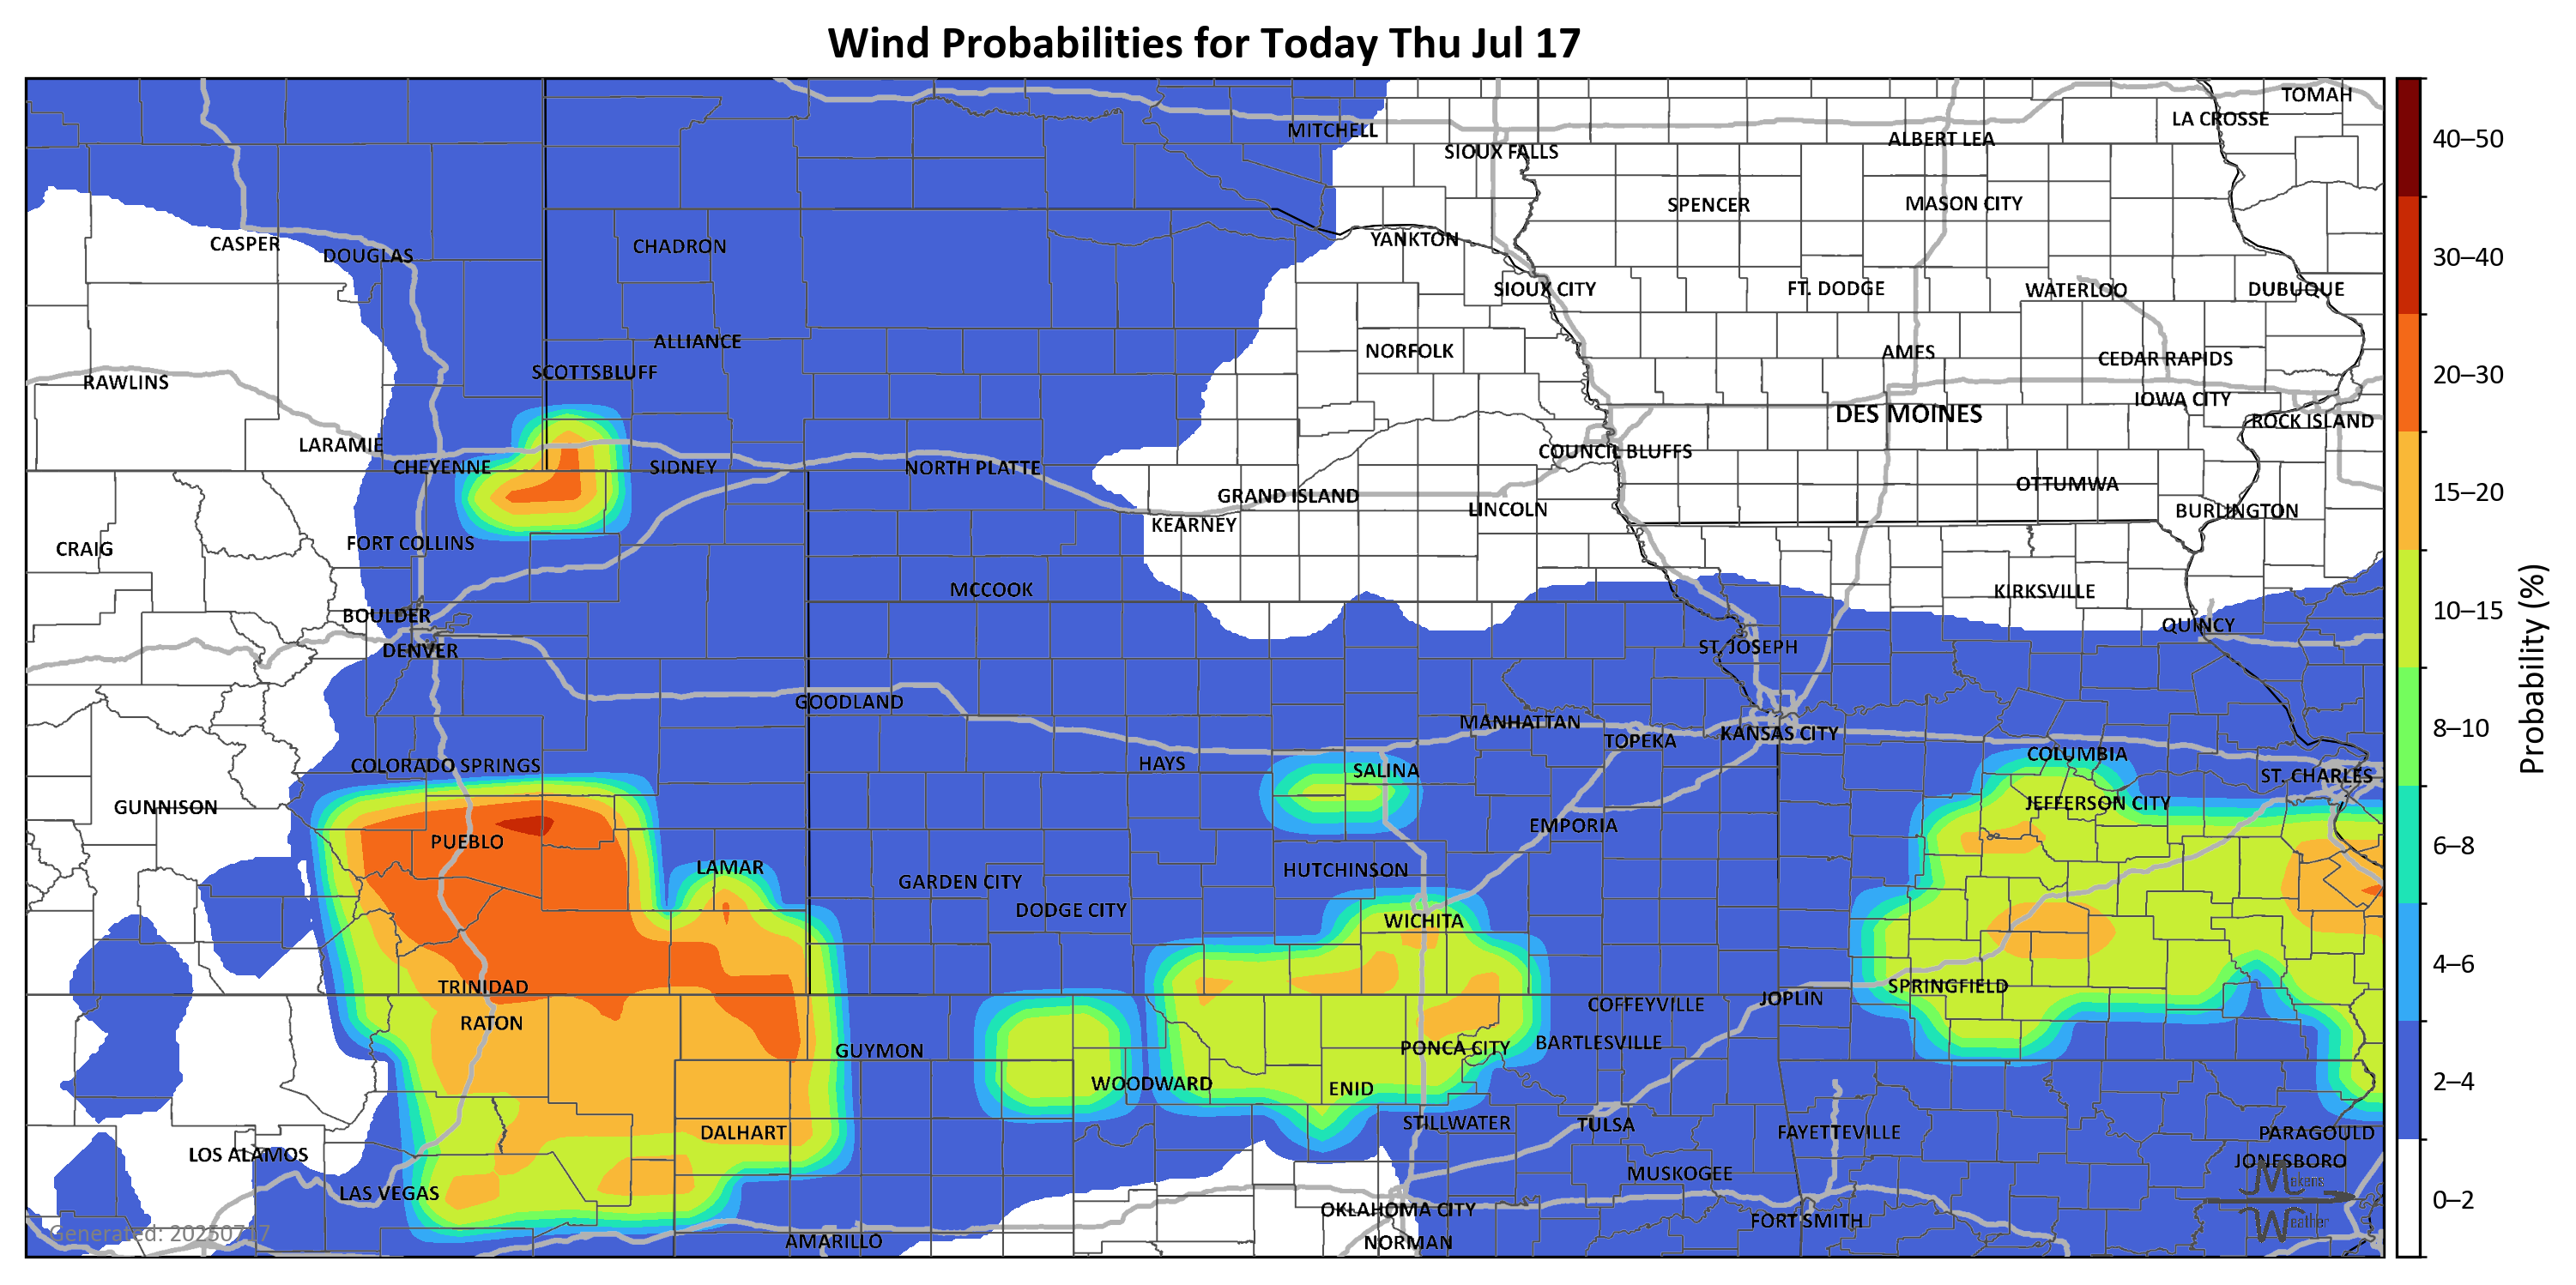 Wind Probabilities for Today Thu Jul 17
TOMAH
LA CROSSE
MITCHELL
ALBERT LEA
SIOUX FALLS
SPENCER
MASON CITY
YANKTON
CASPER
CHADRON
DOUGLAS
SIOUX CITY
FT. DODGE
WATERLOO
DUBUQUE
ALLIANCE
NORFOLK
AMES
CEDAR RAPIDS
SCOTTSBLUFF
RAWLINS
IOWA CITY
DES MOINES
ROCK ISLAND
LARAMIE
COUNCIL BLUFFS
CHEYENNE
SIDNEY
NORTH PLATTE
OTTUMWA
GRAND ISLAND
LINCOLN
BURLINGTON
KEARNEY
FORT COLLINS
CRAIG
MCCOOK
KIRKSVILLE
BOULDER
QUINCY
DENVER
ST. JOSEPH
GOODLAND
MANHATTAN
KANSAS CITY
TOPEKA
COLUMBIA
COLORADO SPRINGS
HAYS
SALINA
ST. CHARLES
GUNNISON
JEFFERSON CITY
EMPORIA
PUEBLO
LAMAR
HUTCHINSON
GARDEN CITY
DODGE CITY
WICHITA
TRINIDAD
SPRINGFIELD
JOPLIN
COFFEYVILLE
RATON
BARTLESVILLE
PONCA CITY
GUYMON
WOODWARD
ENID
STILLWATER
TULSA
DALHART
FAYETTEVILLE
PARAGOULD
LOS ALAMOS
JONESBORO
MUSKOGEE
LAS VEGAS
OKLAHOMA CITY
FORT SMITH
AMARILLO
NORMAN
Generated: 20250717
Weather
40–50
30–40
20–30
15–20
10–15
8–10
6–8
4–6
2–4
0–2
Probability (%)